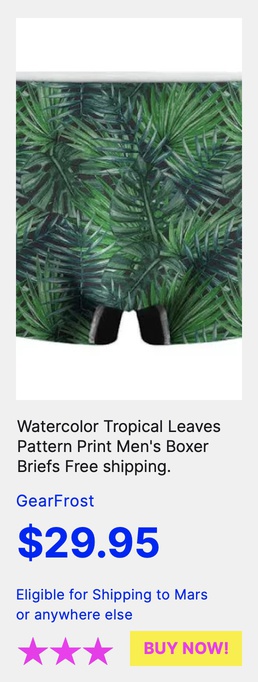 Watercolor Tropical Leaves
Pattern Print Men's Boxer
Briefs Free shipping.
GearFrost
$29.95
Eligible for Shipping to Mars
or anywhere else
BUY NOW!